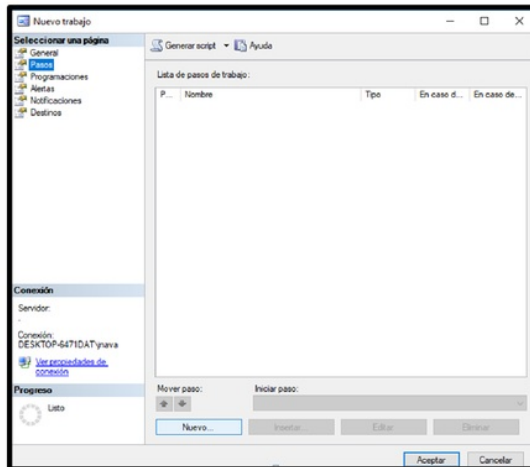 Nuevo trabajo
Seleccionar una página
General
Pasos
Programaciones
Alertas
Notificaciones
Destinos
Generar script
Ayuda
Lista de pasos de trabajo:
P... Nombre Tipo En caso d... En caso de...
Conexión
Servidor:
.
Conexión:
DESKTOP-6471DAT\jnava
Ver propiedades de
conexión
Progreso
Listo
Mover paso:
Iniciar paso:
Nuevo... Insertar... Editar Eliminar
Aceptar Cancelar